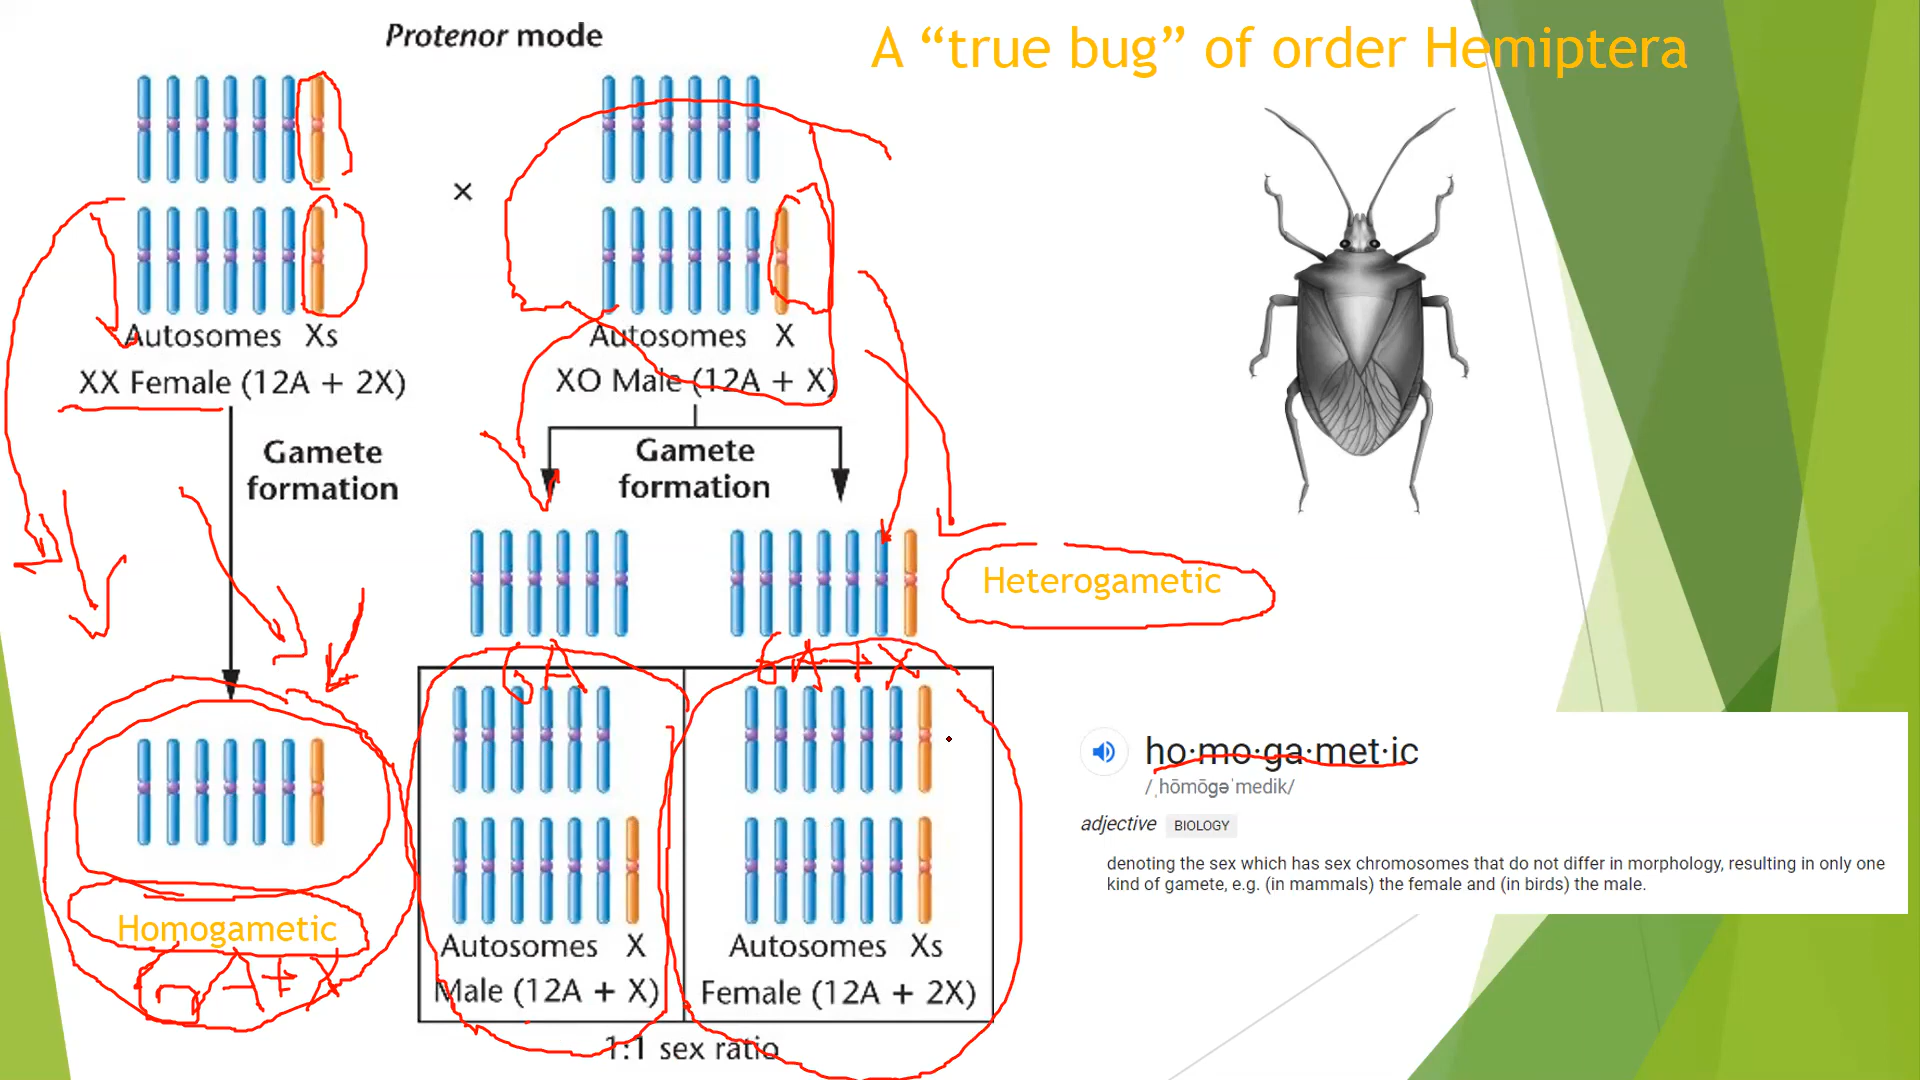 Protenor mode
A “true bug” of order Hemiptera
×
Autosomes Xs
XX Female (12A + 2X)
Autosomes X
XO Male (12A + X)
Gamete
formation
Gamete
formation
Heterogametic
6A
6A + X
Homogametic
Autosomes X
Male (12A + X)
Autosomes Xs
Female (12A + 2X)
1:1 sex ratio
ho·mo·ga·met·ic
/ˌhōmōɡəˈmedik/
adjective BIOLOGY
denoting the sex which has sex chromosomes that do not differ in morphology, resulting in only one
kind of gamete, e.g. (in mammals) the female and (in birds) the male.